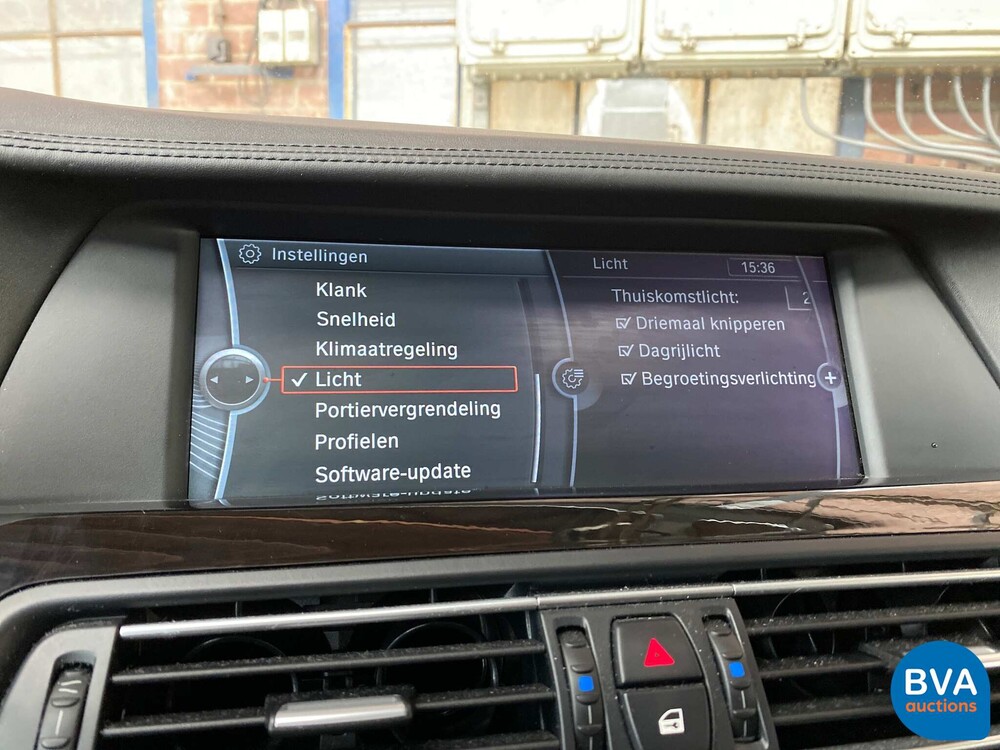 Instellingen
Klank
Snelheid
Klimaatregeling
Licht
Portiervergrendeling
Profielen
Software-update
Licht
15:36
Thuiskomstlicht: 2
Driemaal knipperen
Dagrijlicht
Begroetingsverlichting
BVA
auctions